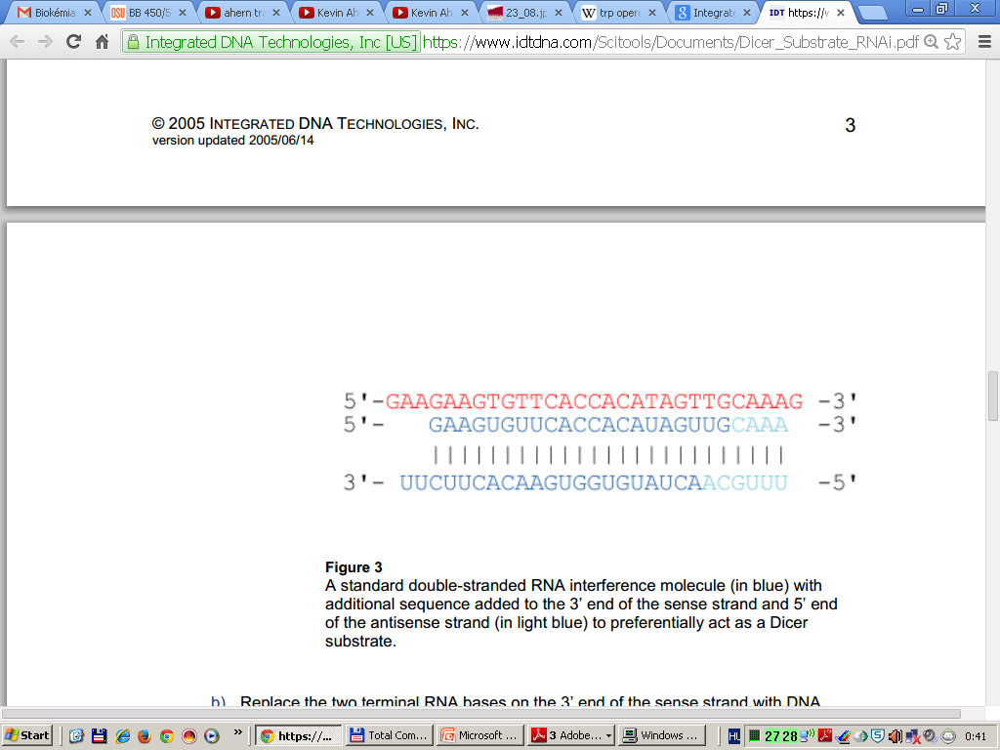 Biokémia
BB 450/5
ahern tr
Kevin Ah
Kevin Ah
23_08.jp
trp oper
Integrate
IDT https://v
Integrated DNA Technologies, Inc [US] https://www.idtdna.com/Scitools/Documents/Dicer_Substrate_RNAi.pdf
© 2005 INTEGRATED DNA TECHNOLOGIES, INC.
3
version updated 2005/06/14
5'-GAAGAAGTGTTCACCACATAGTTGCAAAG -3'
5'- GAAGUGUUCACCACAUAGUUGCAAA -3'
3'- UUCUUCACAAGUGGUGUAUCAACGUUU -5'
Figure 3
A standard double-stranded RNA interference molecule (in blue) with
additional sequence added to the 3' end of the sense strand and 5' end
of the antisense strand (in light blue) to preferentially act as a Dicer
substrate.
b) Replace the two terminal RNA bases on the 3' end of the sense strand with DNA
Start
»
https://...
Total Com...
Microsoft ...
3 Adobe...
Windows ...
27 28
0:41